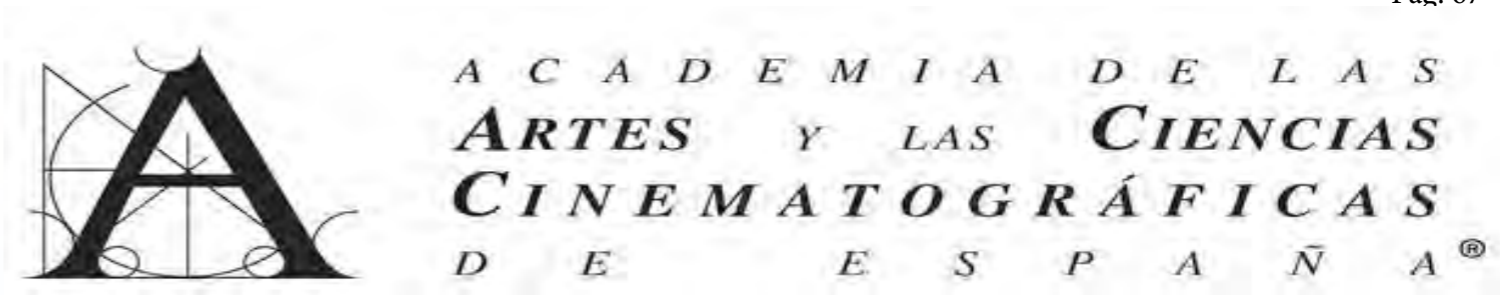 ACADEMIA DE LAS
ARTES Y LAS CIENCIAS
CINEMATOGRÁFICAS
DE ESPAÑA®